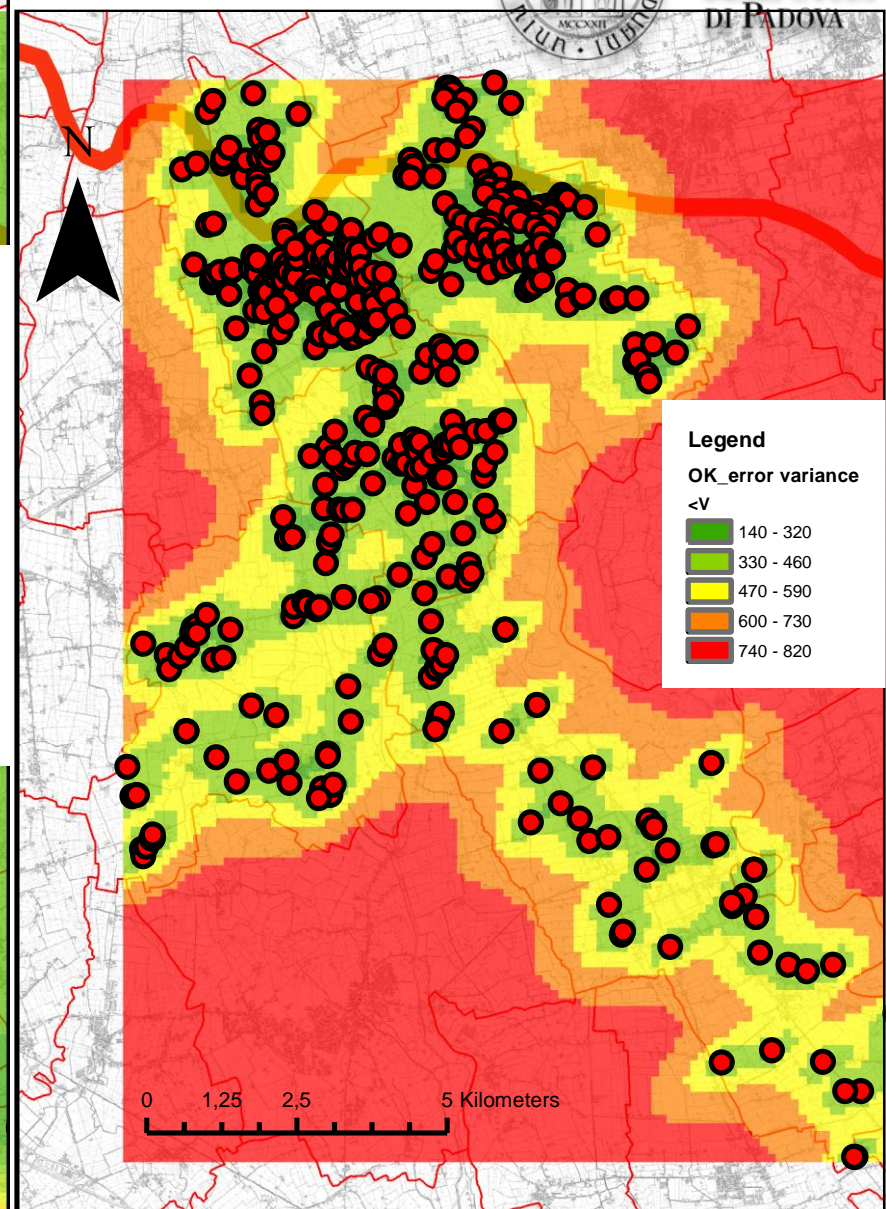 MCCXXII
DI PADOVA
N
Legend
OK_error variance
<V
140 - 320
330 - 460
470 - 590
600 - 730
740 - 820
0 1,25 2,5 5 Kilometers